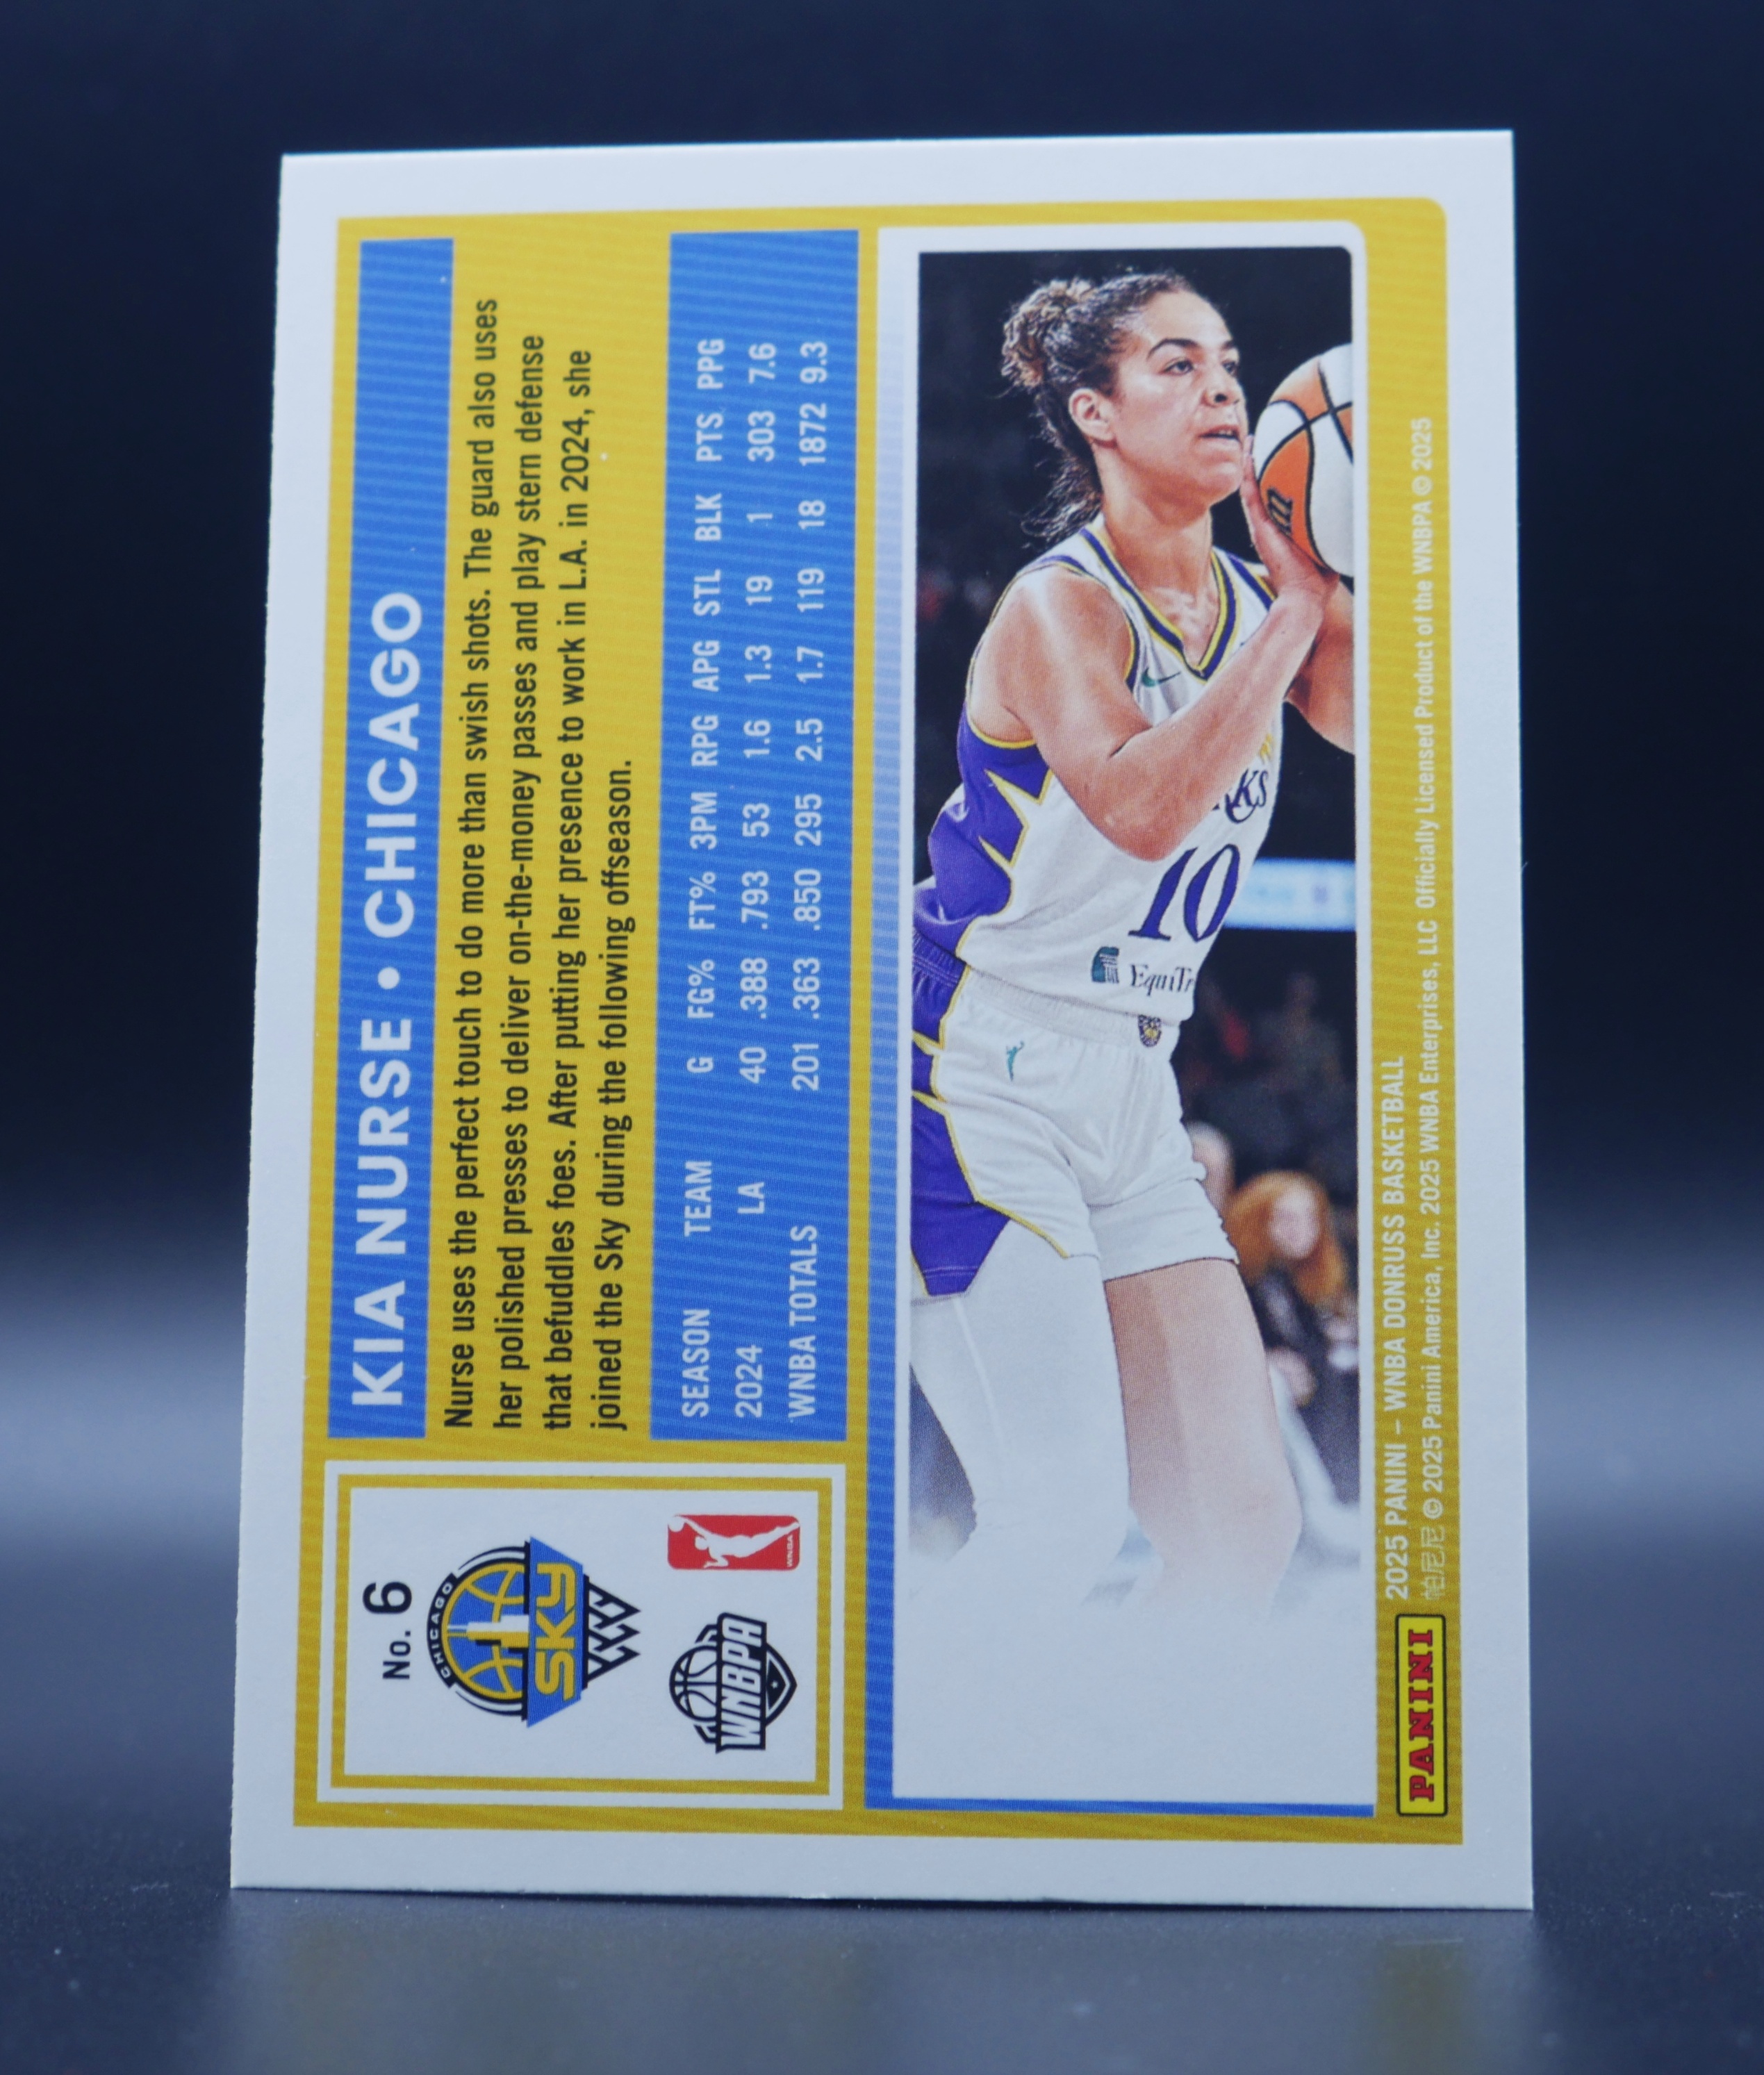 No. 6
CHICAGO
SKY
WNBPA
WNBA
KIA NURSE • CHICAGO
Nurse uses the perfect touch to do more than swish shots. The guard also uses
her polished presses to deliver on-the-money passes and play stern defense
that befuddles foes. After putting her presence to work in L.A. in 2024, she
joined the Sky during the following offseason.
SEASON TEAM G FG% FT% 3PM RPG APG STL BLK PTS PPG
2024 LA 40 .388 .793 53 1.6 1.3 19 1 303 7.6
WNBA TOTALS 201 .363 .850 295 2.5 1.7 119 18 1872 9.3
10
EquiTr
PANINI
2025 PANINI – WNBA DONRUSS BASKETBALL
帕尼尼 © 2025 Panini America, Inc. 2025 WNBA Enterprises, LLC Officially Licensed Product of the WNBPA © 2025